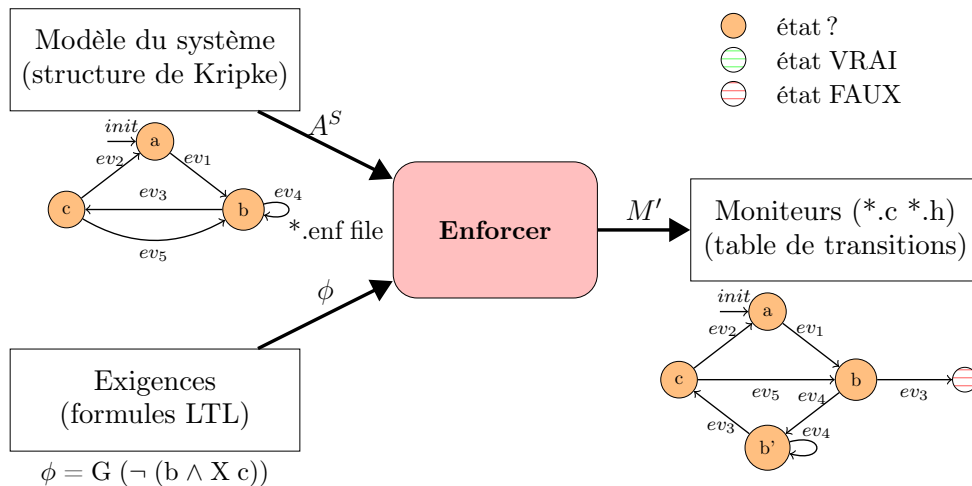 Modèle du système
(structure de Kripke)
init
a
ev2
ev1
ev3
ev4
c
b
ev5
*.enf file
A^S
Enforcer
ϕ
Exigences
(formules LTL)
ϕ = G (¬ (b ∧ X c))
M′
état ?
état VRAI
état FAUX
Moniteurs (*.c *.h)
(table de transitions)
init
a
ev2
ev1
c
b
ev3
ev5
ev4
ev3
ev4
b'